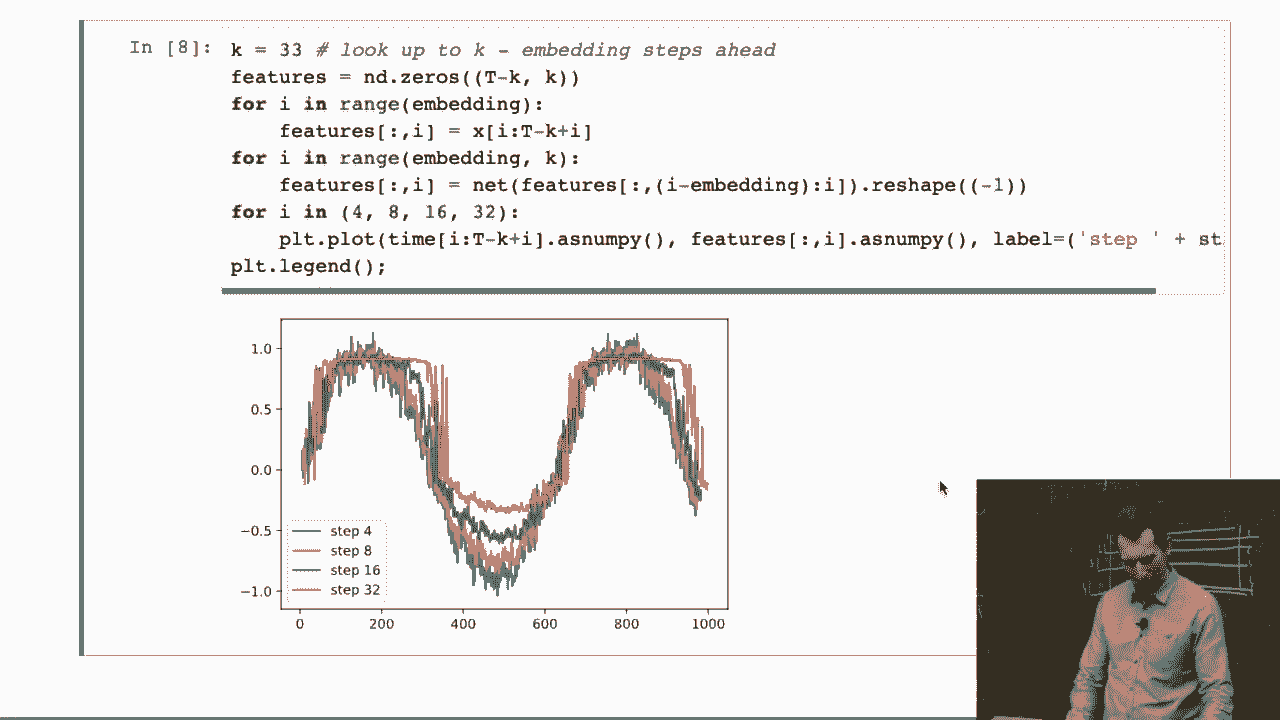 In [8]: k = 33 # look up to k - embedding steps ahead
features = nd.zeros((T-k, k))
for i in range(embedding):
    features[:,i] = x[i:T-k+i]
for i in range(embedding, k):
    features[:,i] = net(features[:,(i-embedding):i]).reshape((-1))
for i in (4, 8, 16, 32):
    plt.plot(time[i:T-k+i].asnumpy(), features[:,i].asnumpy(), label=('step ' + st
plt.legend();
1.0
0.5
0.0
−0.5
−1.0
step 4
step 8
step 16
step 32
0 200 400 600 800 1000